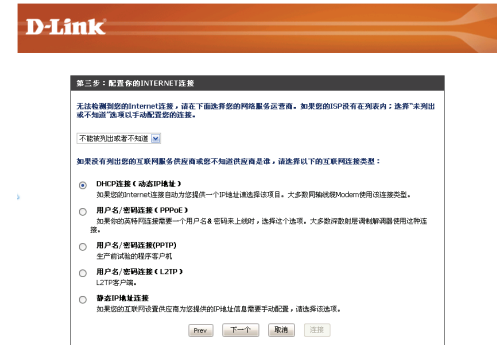 D-Link
第三步：配置你的INTERNET连接
无法检测到您的Internet连接，请在下面选择您的网络服务运营商。如果您的ISP没有在列表内；选择"未列出
或不知道"选项以手动配置您的连接。
不能被列出或者不知道
如果没有列出您的互联网服务供应商或您不知道供应商是谁，请选择以下的互联网连接类型：
DHCP连接（动态IP地址）
如果您的Internet连接自动为您提供一个IP地址请选择该项目。大多数同轴线缆Modem使用该连接类型。
用户名/密码连接（PPPoE）
如果你的英特网连接需要一个用户名& 密码来上线时，选择这个选项。大多数深数据层调制解调器使用这种连
接。
用户名/密码连接(PPTP)
生产前试验的程序客户机
用户名/密码连接（L2TP）
L2TP客户端。
静态IP地址连接
如果您的互联网设置供应商为您提供的IP地址信息需要手动配置，请选择该选项。
Prev 下一个 取消 连接